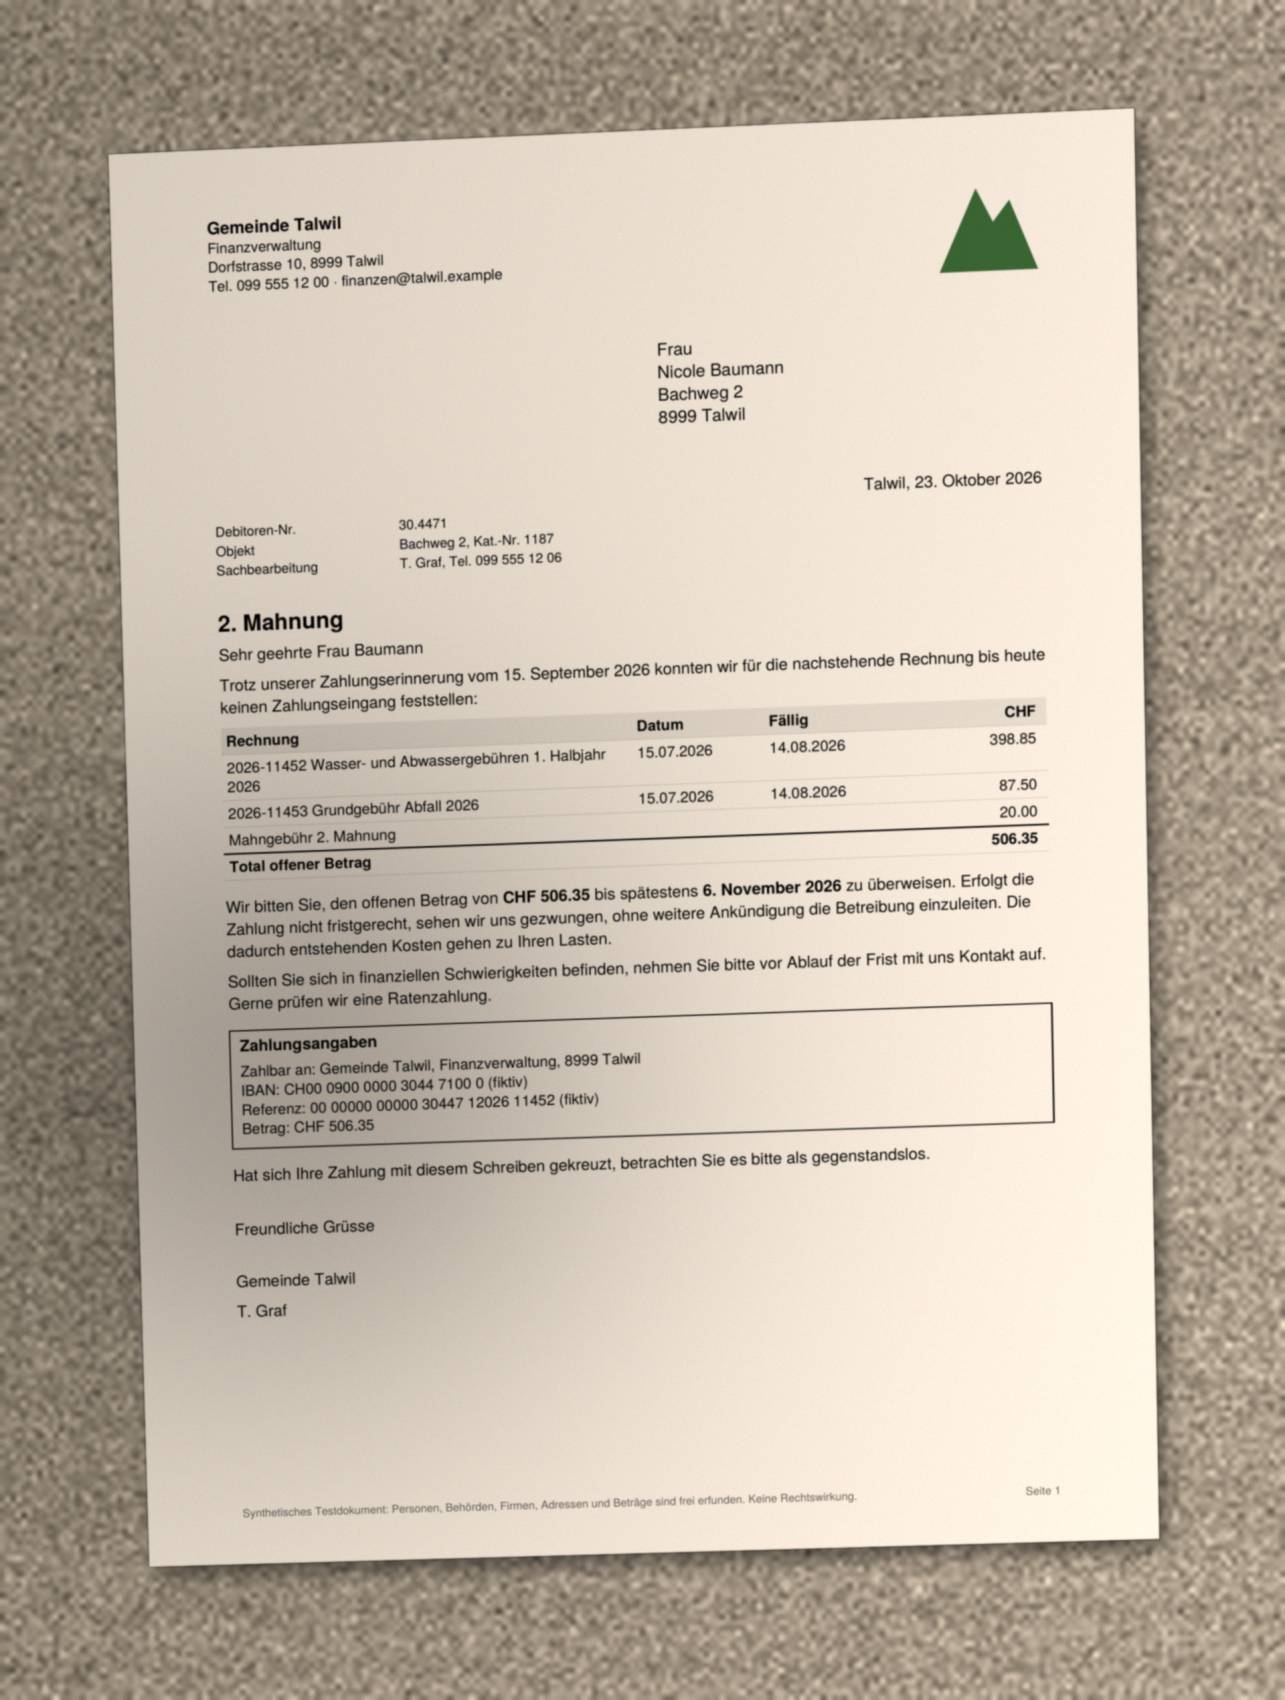 Gemeinde Talwil
Finanzverwaltung
Dorfstrasse 10, 8999 Talwil
Tel. 099 555 12 00 · finanzen@talwil.example
Frau
Nicole Baumann
Bachweg 2
8999 Talwil
Talwil, 23. Oktober 2026
Debitoren-Nr. 30.4471
Objekt Bachweg 2, Kat.-Nr. 1187
Sachbearbeitung T. Graf, Tel. 099 555 12 06
2. Mahnung
Sehr geehrte Frau Baumann
Trotz unserer Zahlungserinnerung vom 15. September 2026 konnten wir für die nachstehende Rechnung bis heute
keinen Zahlungseingang feststellen:
Rechnung Datum Fällig CHF
2026-11452 Wasser- und Abwassergebühren 1. Halbjahr 15.07.2026 14.08.2026 398.85
2026
2026-11453 Grundgebühr Abfall 2026 15.07.2026 14.08.2026 87.50
Mahngebühr 2. Mahnung 20.00
Total offener Betrag 506.35
Wir bitten Sie, den offenen Betrag von CHF 506.35 bis spätestens 6. November 2026 zu überweisen. Erfolgt die
Zahlung nicht fristgerecht, sehen wir uns gezwungen, ohne weitere Ankündigung die Betreibung einzuleiten. Die
dadurch entstehenden Kosten gehen zu Ihren Lasten.
Sollten Sie sich in finanziellen Schwierigkeiten befinden, nehmen Sie bitte vor Ablauf der Frist mit uns Kontakt auf.
Gerne prüfen wir eine Ratenzahlung.
Zahlungsangaben
Zahlbar an: Gemeinde Talwil, Finanzverwaltung, 8999 Talwil
IBAN: CH00 0900 0000 3044 7100 0 (fiktiv)
Referenz: 00 00000 00000 30447 12026 11452 (fiktiv)
Betrag: CHF 506.35
Hat sich Ihre Zahlung mit diesem Schreiben gekreuzt, betrachten Sie es bitte als gegenstandslos.
Freundliche Grüsse
Gemeinde Talwil
T. Graf
Synthetisches Testdokument: Personen, Behörden, Firmen, Adressen und Beträge sind frei erfunden. Keine Rechtswirkung. Seite 1